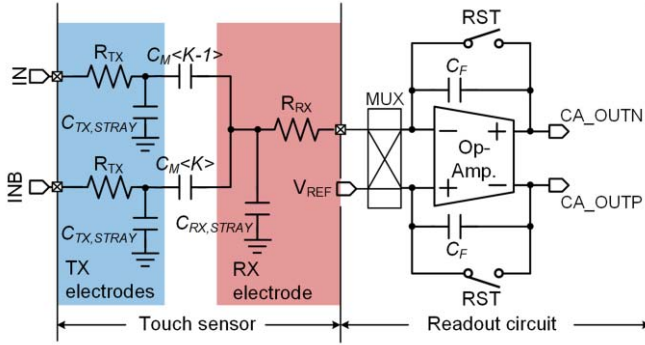 RST
IN
R_TX
C_M<K-1>
C_F
MUX
R_RX
C_TX,STRAY
− +
Op-
Amp.
+ −
CA_OUTN
INB
R_TX
C_M<K>
V_REF
CA_OUTP
C_TX,STRAY
C_RX,STRAY
C_F
TX
electrodes
RX
electrode
RST
Touch sensor
Readout circuit